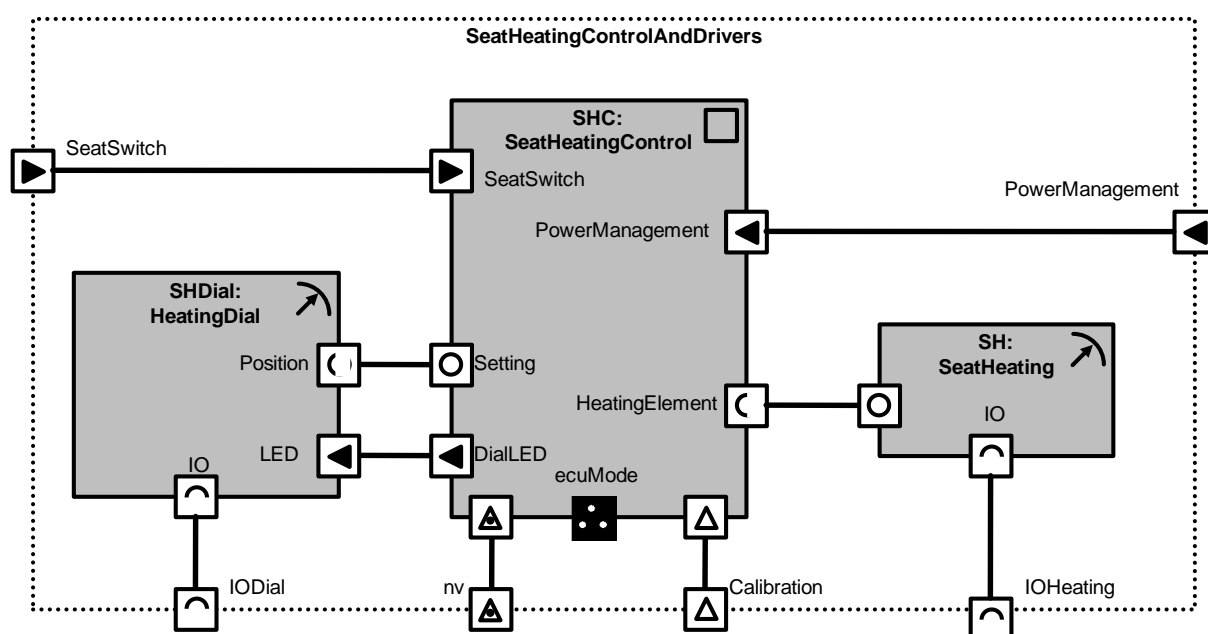 SeatHeatingControlAndDrivers
SHC:
SeatHeatingControl
SeatSwitch
SeatSwitch
PowerManagement
PowerManagement
SHDial:
HeatingDial
SH:
SeatHeating
Position
Setting
HeatingElement
IO
LED
DialLED
IO
ecuMode
IODial
nv
Calibration
IOHeating